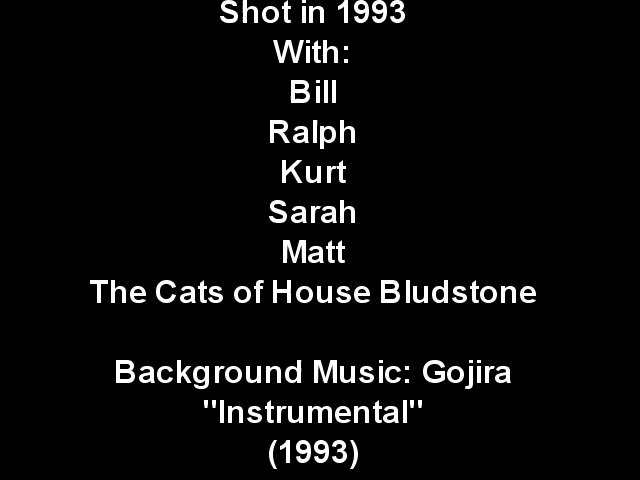 Shot in 1993
With:
Bill
Ralph
Kurt
Sarah
Matt
The Cats of House Bludstone
Background Music: Gojira
"Instrumental"
(1993)